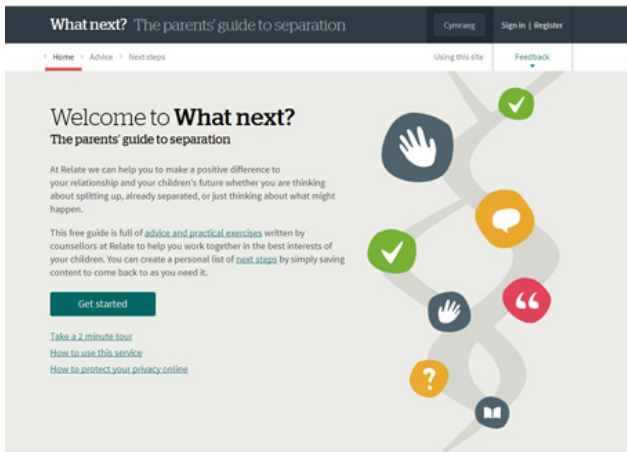 What next? The parents' guide to separation
Cymraeg
Sign in | Register
Home
Advice
Next steps
Using this site
Feedback
Welcome to What next?
The parents' guide to separation
At Relate we can help you to make a positive difference to
your relationship and your children's future whether you are thinking
about splitting up, already separated, or just thinking about what might
happen.
This free guide is full of advice and practical exercises written by
counsellors at Relate to help you work together in the best interests of
your children. You can create a personal list of next steps by simply saving
content to come back to as you need it.
Get started
Take a 2 minute tour
How to use this service
How to protect your privacy online